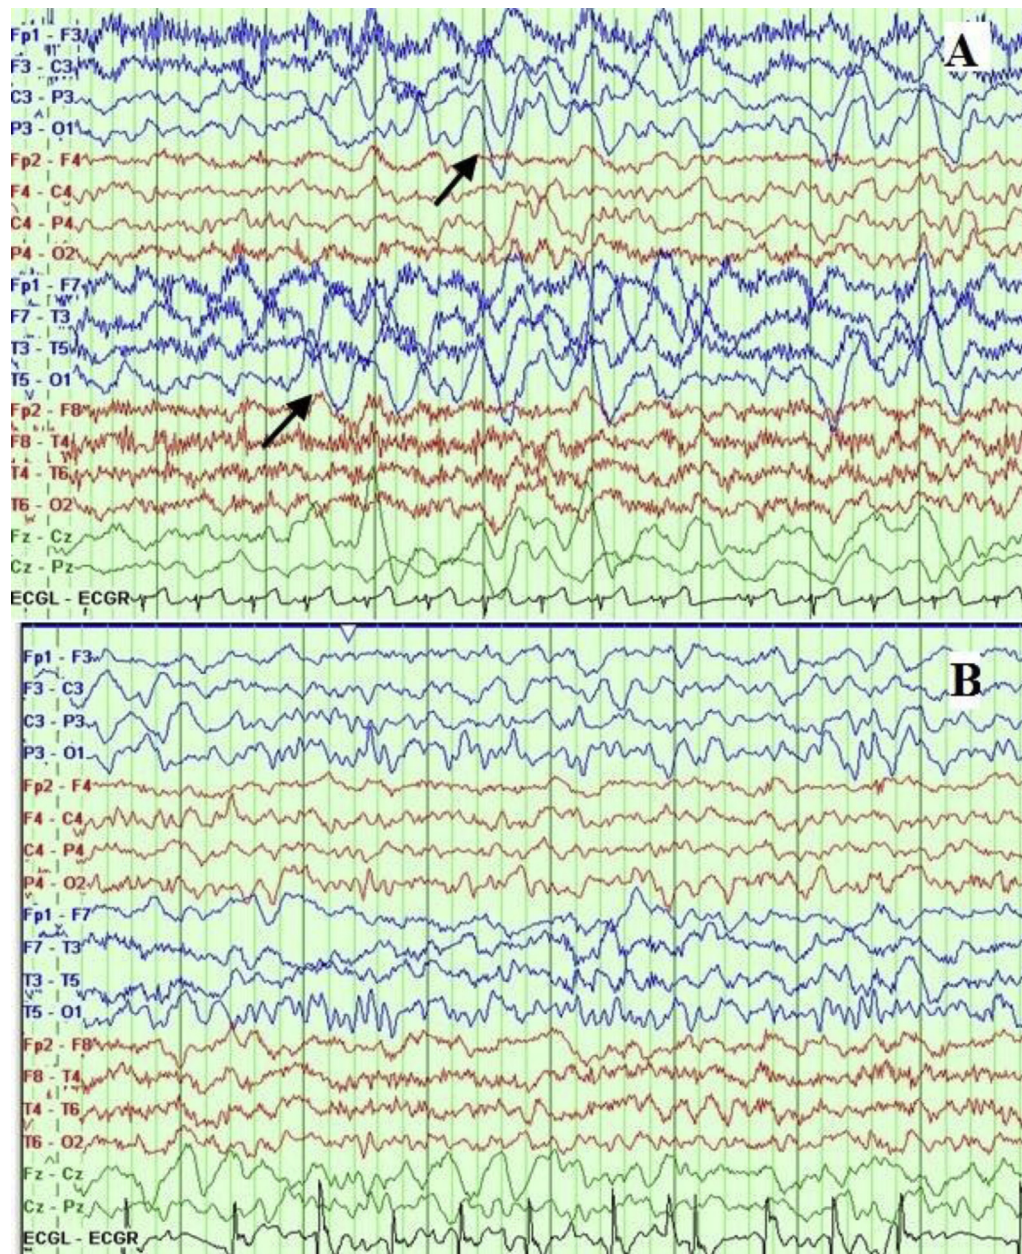 A
Fp1 - F3
F3 - C3
C3 - P3
P3 - O1
Fp2 - F4
F4 - C4
C4 - P4
P4 - O2
Fp1 - F7
F7 - T3
T3 - T5
T5 - O1
Fp2 - F8
F8 - T4
T4 - T6
T6 - O2
Fz - Cz
Cz - Pz
ECGL - ECGR
B
Fp1 - F3
F3 - C3
C3 - P3
P3 - O1
Fp2 - F4
F4 - C4
C4 - P4
P4 - O2
Fp1 - F7
F7 - T3
T3 - T5
T5 - O1
Fp2 - F8
F8 - T4
T4 - T6
T6 - O2
Fz - Cz
Cz - Pz
ECGL - ECGR